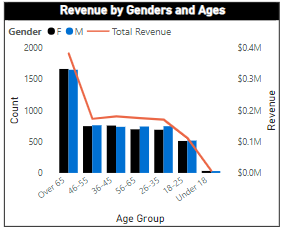 Revenue by Genders and Ages
Gender F M Total Revenue
2000
1500
1000
500
0
Count
$0.4M
$0.3M
$0.2M
$0.1M
$0.0M
Revenue
Over 65
46-55
36-45
56-65
26-35
18-25
Under 18
Age Group